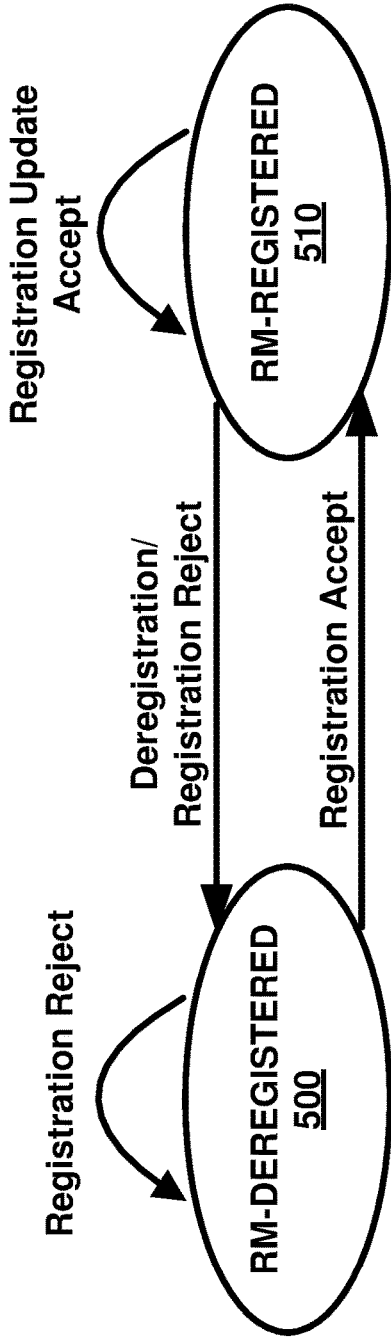 Registration Reject
Registration Update
Accept
Deregistration/
Registration Reject
RM-DEREGISTERED
500
RM-REGISTERED
510
Registration Accept